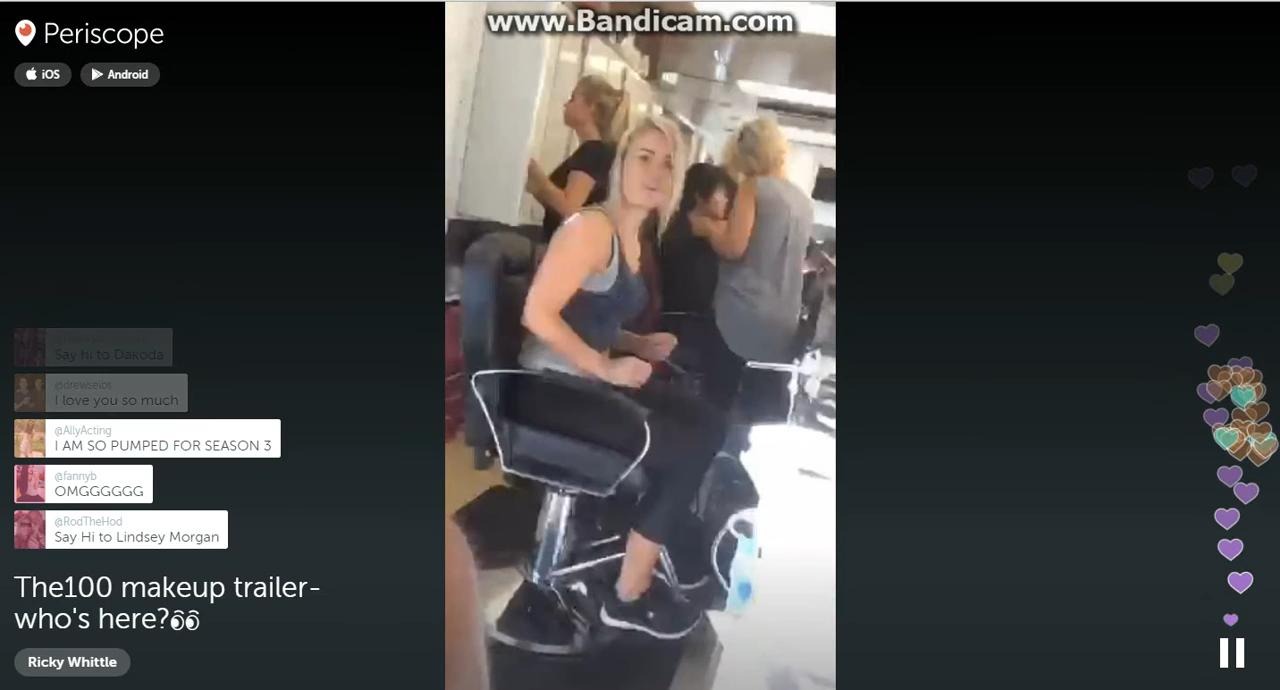 www.Bandicam.com
Periscope
iOS
Android
Say hi to Dakoda
@drewseibs
I love you so much
@AllyActing
I AM SO PUMPED FOR SEASON 3
@fannyb
OMGGGGGG
@RodTheHod
Say Hi to Lindsey Morgan
The100 makeup trailer-
who's here?👀
Ricky Whittle